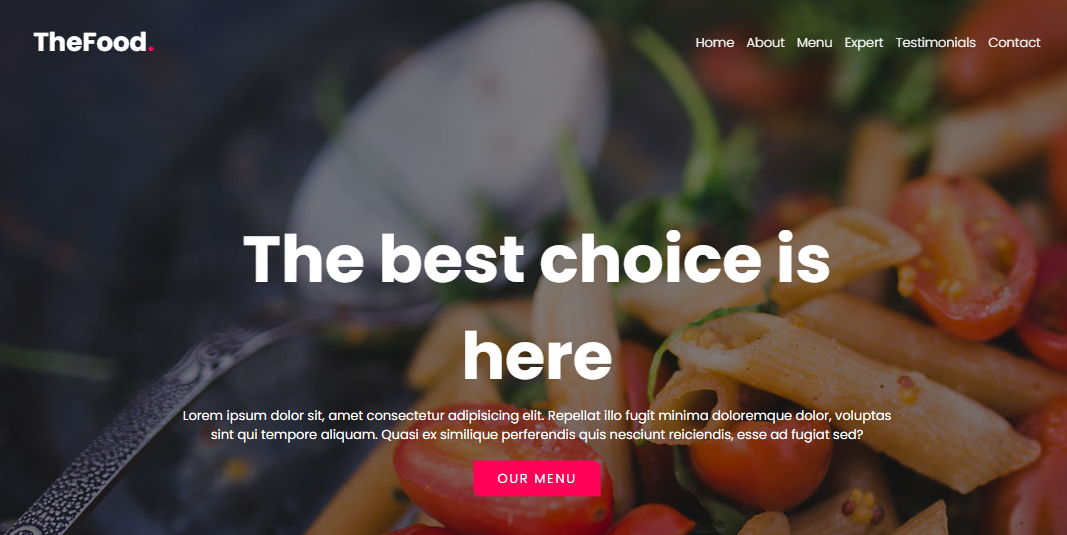 TheFood.
Home About Menu Expert Testimonials Contact
The best choice is
here
Lorem ipsum dolor sit, amet consectetur adipisicing elit. Repellat illo fugit minima doloremque dolor, voluptas
sint qui tempore aliquam. Quasi ex similique perferendis quis nesciunt reiciendis, esse ad fugiat sed?
OUR MENU